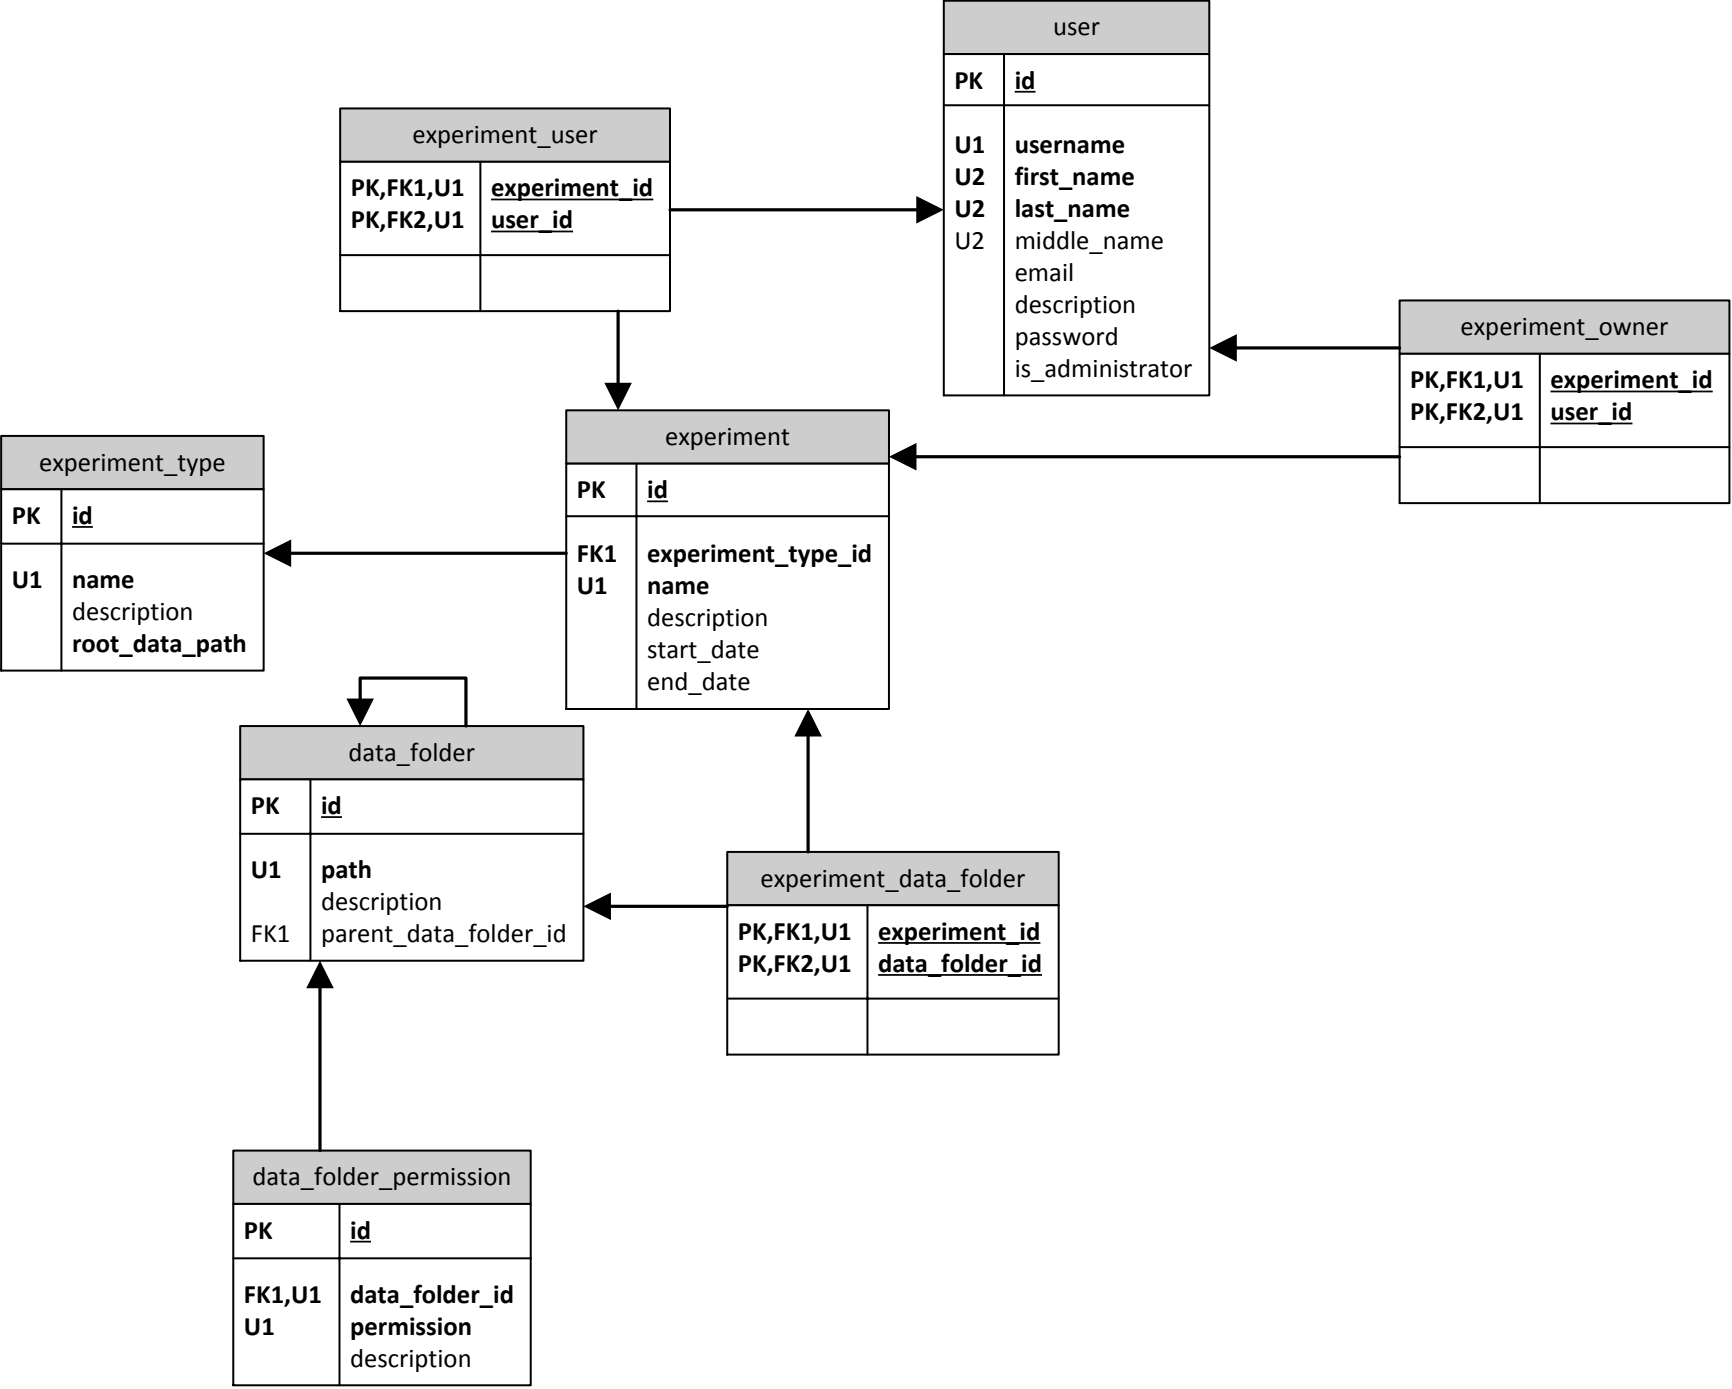 user
PK id
U1 username
U2 first_name
U2 last_name
U2 middle_name
email
description
password
is_administrator
experiment_user
PK,FK1,U1 experiment_id
PK,FK2,U1 user_id
experiment_owner
PK,FK1,U1 experiment_id
PK,FK2,U1 user_id
experiment_type
PK id
U1 name
description
root_data_path
experiment
PK id
FK1 experiment_type_id
U1 name
description
start_date
end_date
data_folder
PK id
U1 path
description
FK1 parent_data_folder_id
experiment_data_folder
PK,FK1,U1 experiment_id
PK,FK2,U1 data_folder_id
data_folder_permission
PK id
FK1,U1 data_folder_id
U1 permission
description